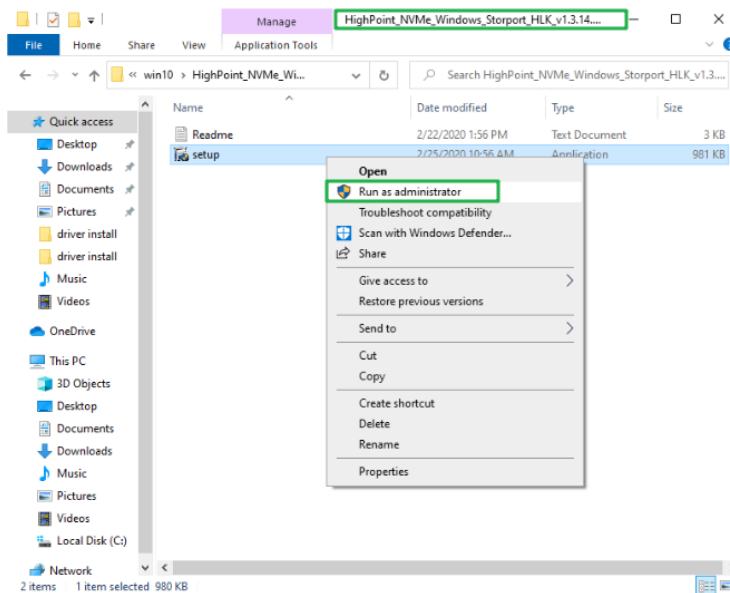 Manage
HighPoint_NVMe_Windows_Storport_HLK_v1.3.14....
File Home Share View Application Tools
« win10 > HighPoint_NVMe_Wi...
Search HighPoint_NVMe_Windows_Storport_HLK_v1.3....
Name Date modified Type Size
Readme 2/22/2020 1:56 PM Text Document 3 KB
setup 2/25/2020 10:56 AM Application 981 KB
Quick access
Desktop
Downloads
Documents
Pictures
driver install
driver install
Music
Videos
OneDrive
This PC
3D Objects
Desktop
Documents
Downloads
Music
Pictures
Videos
Local Disk (C:)
Network
Open
Run as administrator
Troubleshoot compatibility
Scan with Windows Defender...
Share
Give access to
Restore previous versions
Send to
Cut
Copy
Create shortcut
Delete
Rename
Properties
2 items 1 item selected 980 KB